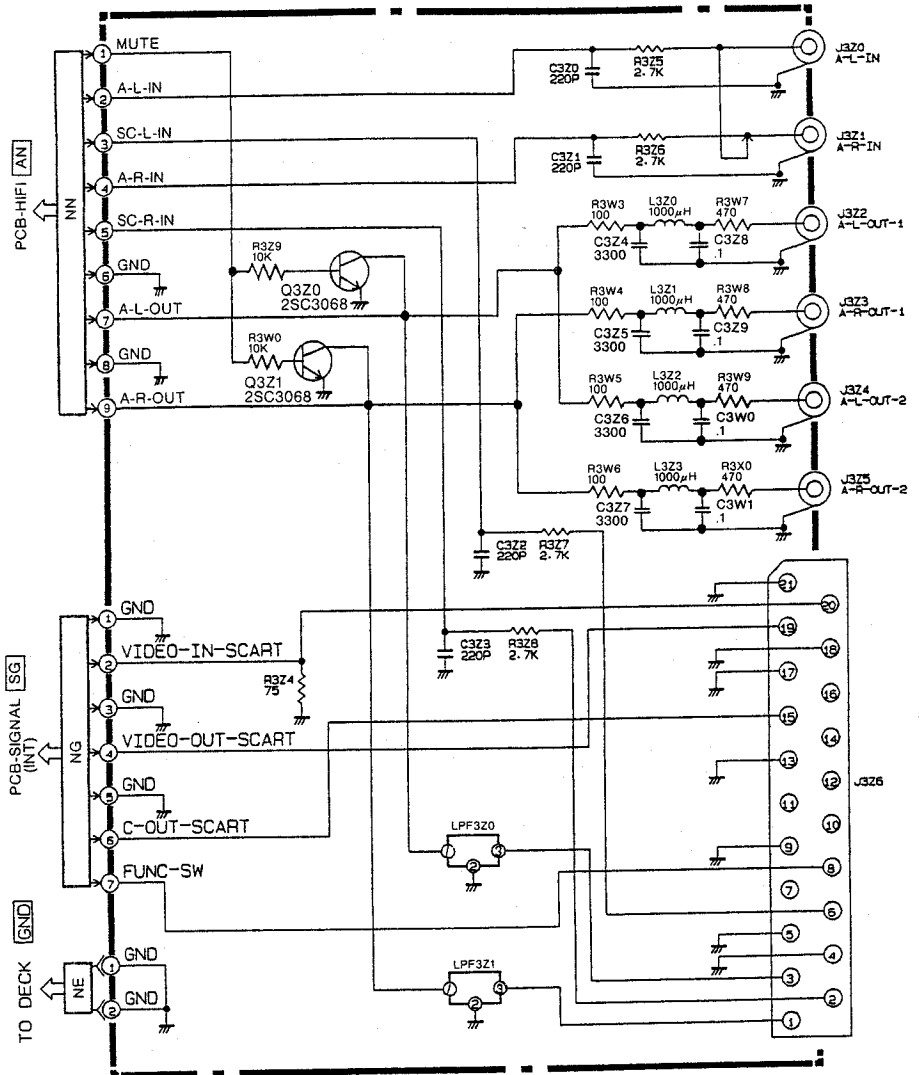 MUTE
A-L-IN
SC-L-IN
A-R-IN
SC-R-IN
GND
A-L-OUT
GND
A-R-OUT
1
2
3
4
5
6
7
8
9
NN
PCB-HIFI AN
R3Z9
10K
Q3Z0
2SC3068
R3W0
10K
Q3Z1
2SC3068
C3Z0
220P
R3Z5
2.7K
J3Z0
A-L-IN
C3Z1
220P
R3Z6
2.7K
J3Z1
A-R-IN
R3W3
100
L3Z0
1000μH
R3W7
470
C3Z4
3300
C3Z8
.1
J3Z2
A-L-OUT-1
R3W4
100
L3Z1
1000μH
R3W8
470
C3Z5
3300
C3Z9
.1
J3Z3
A-R-OUT-1
R3W5
100
L3Z2
1000μH
R3W9
470
C3Z6
3300
C3W0
.1
J3Z4
A-L-OUT-2
R3W6
100
L3Z3
1000μH
R3X0
470
C3Z7
3300
C3W1
.1
J3Z5
A-R-OUT-2
C3Z2
220P
R3Z7
2.7K
C3Z3
220P
R3Z8
2.7K
GND
VIDEO-IN-SCART
R3Z4
75
GND
VIDEO-OUT-SCART
GND
C-OUT-SCART
FUNC-SW
1
2
3
4
5
6
7
NG
PCB-SIGNAL SG
(INT)
LPF3Z0
1
2
3
LPF3Z1
1
2
3
GND
GND
1
2
NE
TO DECK GND
21
20
19
18
17
16
15
14
13
12
11
10
9
8
7
6
5
4
3
2
1
J3Z6